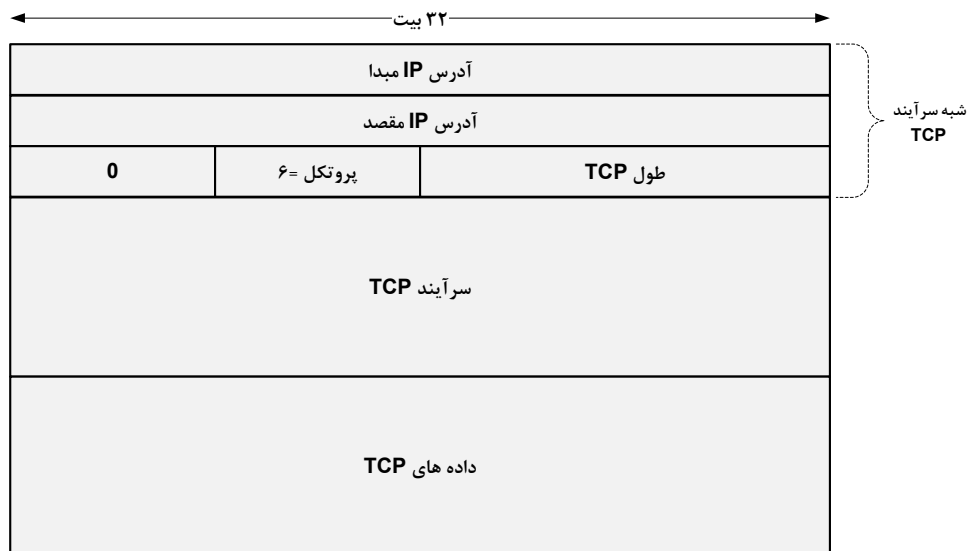 ۳۲ بیت
آدرس IP مبدا
آدرس IP مقصد
0
پروتکل =۶
طول TCP
شبه سرآیند
TCP
سرآیند TCP
داده های TCP